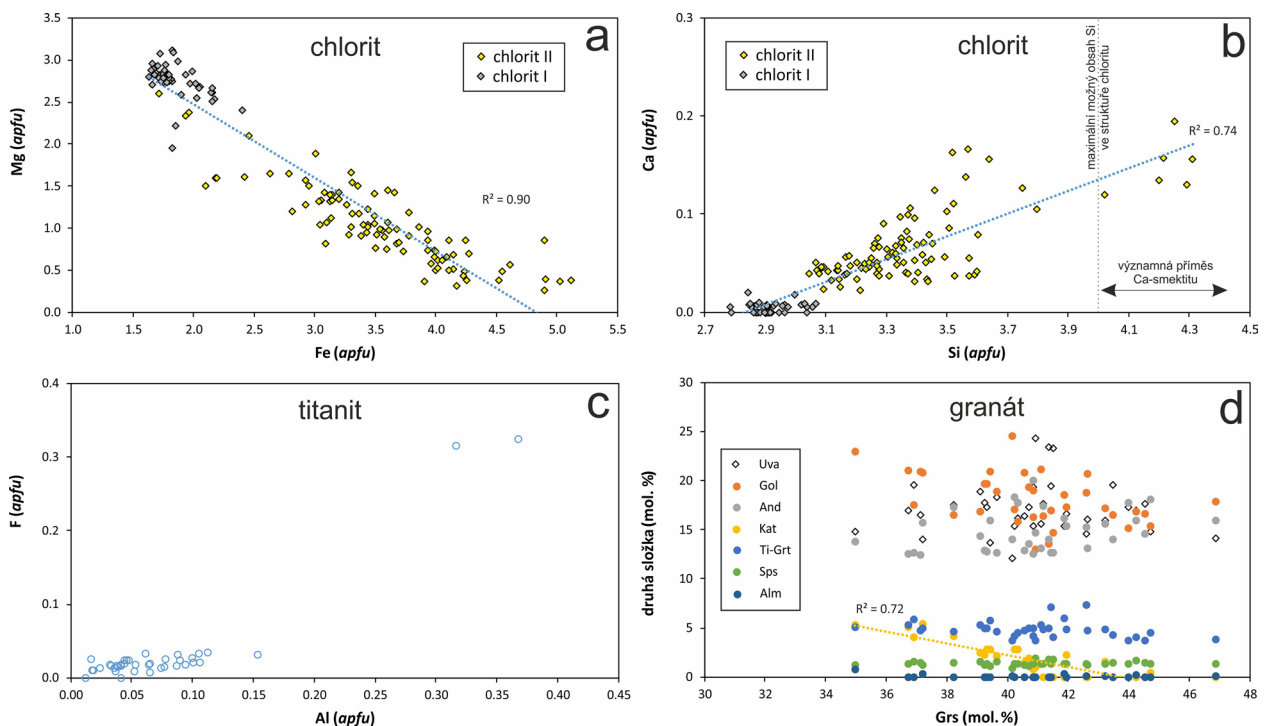 chlorit
a
chlorit II
chlorit I
R² = 0.90
Mg (apfu)
3.5
3.0
2.5
2.0
1.5
1.0
0.5
0.0
1.0 1.5 2.0 2.5 3.0 3.5 4.0 4.5 5.0 5.5
Fe (apfu)
chlorit
b
chlorit II
chlorit I
maximální možný obsah Si
ve struktuře chloritu
R² = 0.74
významná příměs
Ca-smektitu
Ca (apfu)
0.3
0.2
0.1
0.0
2.7 2.9 3.1 3.3 3.5 3.7 3.9 4.1 4.3 4.5
Si (apfu)
titanit
c
F (apfu)
0.4
0.3
0.2
0.1
0.0
0.00 0.05 0.10 0.15 0.20 0.25 0.30 0.35 0.40 0.45
Al (apfu)
granát
d
Uva
Gol
And
Kat
Ti-Grt
Sps
Alm
R² = 0.72
druhá složka (mol. %)
30
25
20
15
10
5
0
30 32 34 36 38 40 42 44 46 48
Grs (mol. %)